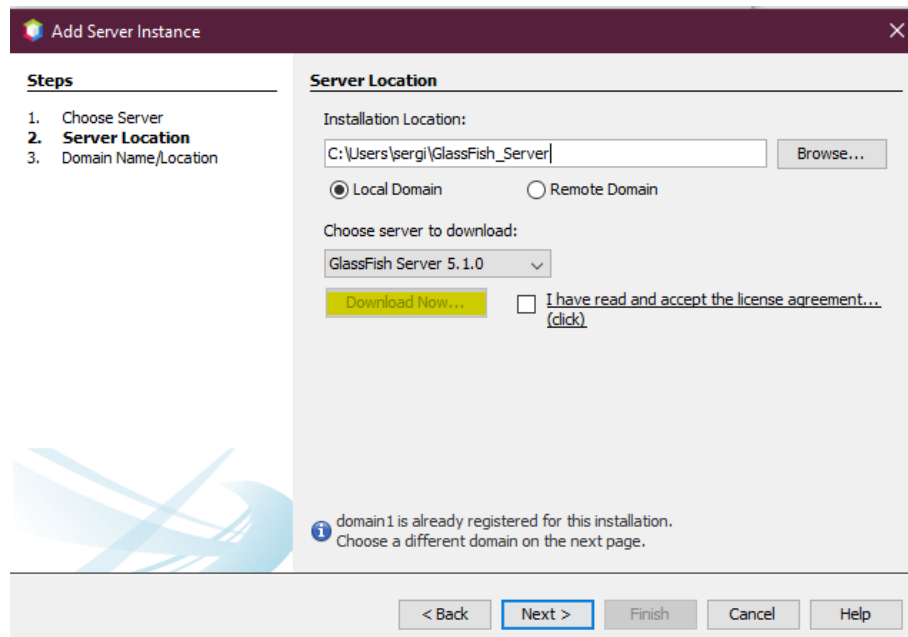 Add Server Instance
Steps
1. Choose Server
2. Server Location
3. Domain Name/Location
Server Location
Installation Location:
C:\Users\sergi\GlassFish_Server
Browse...
Local Domain
Remote Domain
Choose server to download:
GlassFish Server 5.1.0
Download Now...
I have read and accept the license agreement...
(click)
domain1 is already registered for this installation.
Choose a different domain on the next page.
< Back
Next >
Finish
Cancel
Help